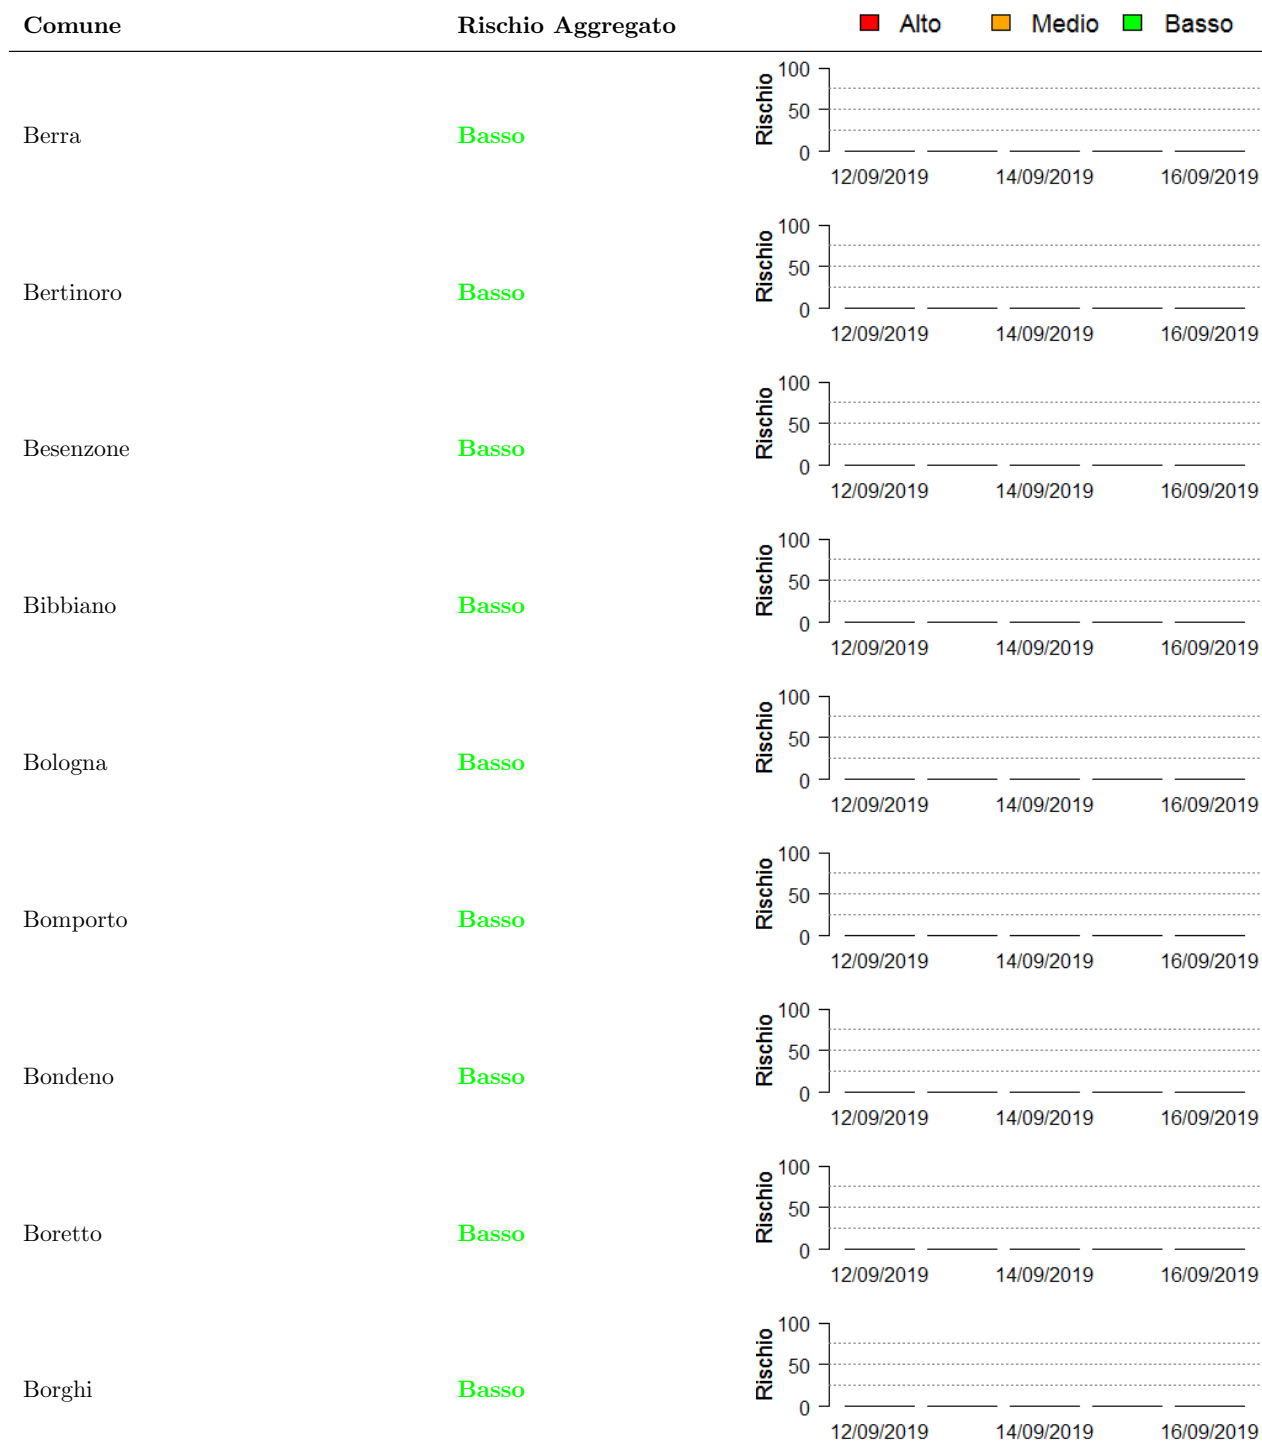 Comune Rischio Aggregato Alto Medio Basso
Berra Basso Rischio 100 50 0
12/09/2019 14/09/2019 16/09/2019
Bertinoro Basso Rischio 100 50 0
12/09/2019 14/09/2019 16/09/2019
Besenzone Basso Rischio 100 50 0
12/09/2019 14/09/2019 16/09/2019
Bibbiano Basso Rischio 100 50 0
12/09/2019 14/09/2019 16/09/2019
Bologna Basso Rischio 100 50 0
12/09/2019 14/09/2019 16/09/2019
Bomporto Basso Rischio 100 50 0
12/09/2019 14/09/2019 16/09/2019
Bondeno Basso Rischio 100 50 0
12/09/2019 14/09/2019 16/09/2019
Boretto Basso Rischio 100 50 0
12/09/2019 14/09/2019 16/09/2019
Borghi Basso Rischio 100 50 0
12/09/2019 14/09/2019 16/09/2019